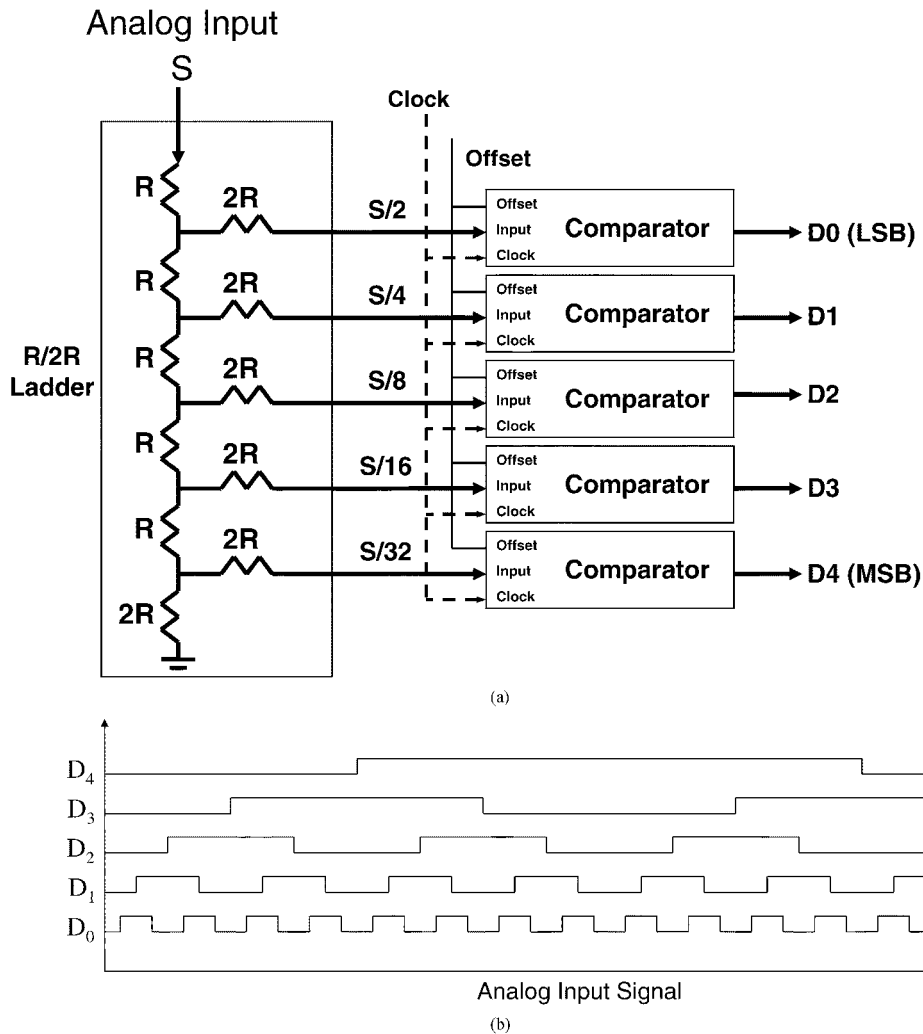 Analog Input
S
Clock
Offset
R
2R
S/2
Offset
Input
Clock
Comparator
D0 (LSB)
R
2R
S/4
Offset
Input
Clock
Comparator
D1
R/2R
Ladder
R
2R
S/8
Offset
Input
Clock
Comparator
D2
R
2R
S/16
Offset
Input
Clock
Comparator
D3
R
2R
S/32
Offset
Input
Clock
Comparator
D4 (MSB)
2R
(a)
D₄
D₃
D₂
D₁
D₀
Analog Input Signal
(b)